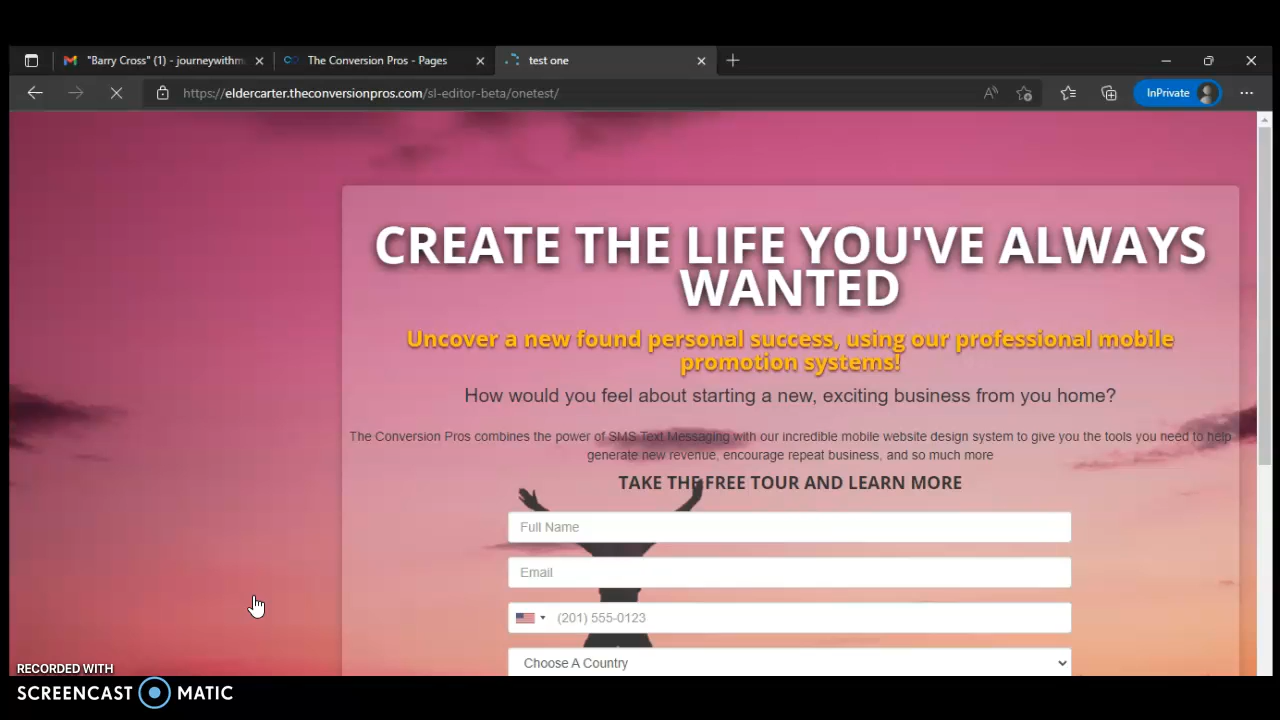 "Barry Cross" (1) - journeywithm
The Conversion Pros - Pages
test one
https://eldercarter.theconversionpros.com/sl-editor-beta/onetest/
InPrivate
CREATE THE LIFE YOU'VE ALWAYS
WANTED
Uncover a new found personal success, using our professional mobile
promotion systems!
How would you feel about starting a new, exciting business from you home?
The Conversion Pros combines the power of SMS Text Messaging with our incredible mobile website design system to give you the tools you need to help
generate new revenue, encourage repeat business, and so much more
TAKE THE FREE TOUR AND LEARN MORE
Full Name
Email
(201) 555-0123
Choose A Country
RECORDED WITH
SCREENCAST MATIC